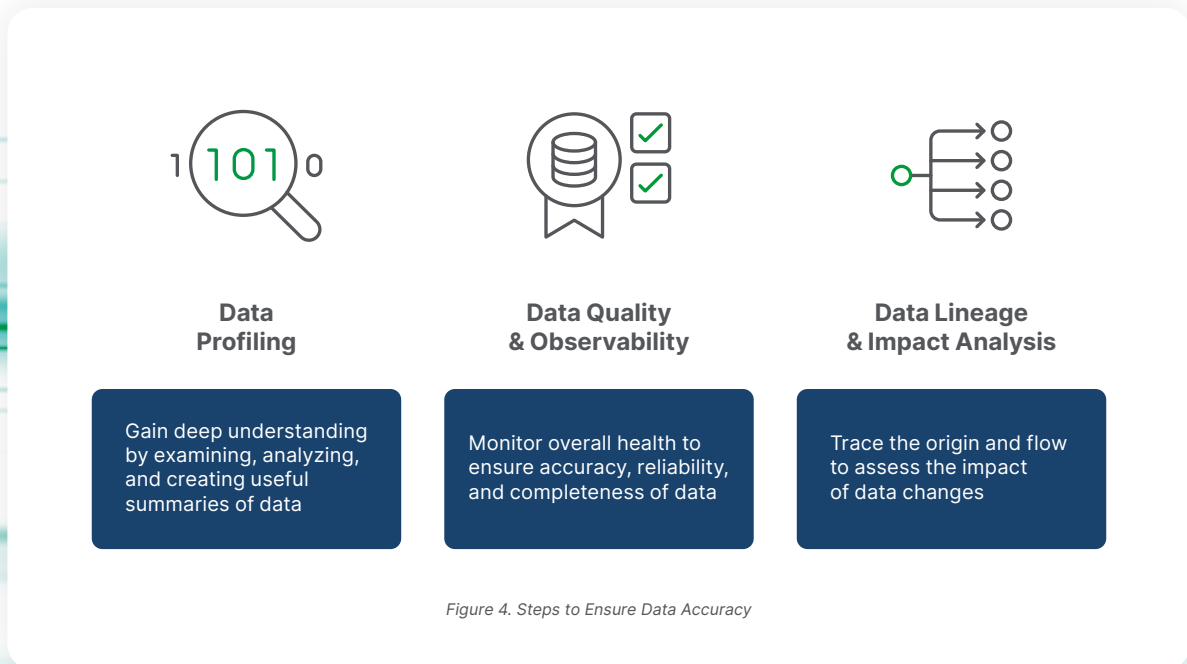 1 101 0
Data
Profiling
Gain deep understanding
by examining, analyzing,
and creating useful
summaries of data
Data Quality
& Observability
Monitor overall health to
ensure accuracy, reliability,
and completeness of data
Data Lineage
& Impact Analysis
Trace the origin and flow
to assess the impact
of data changes
Figure 4. Steps to Ensure Data Accuracy